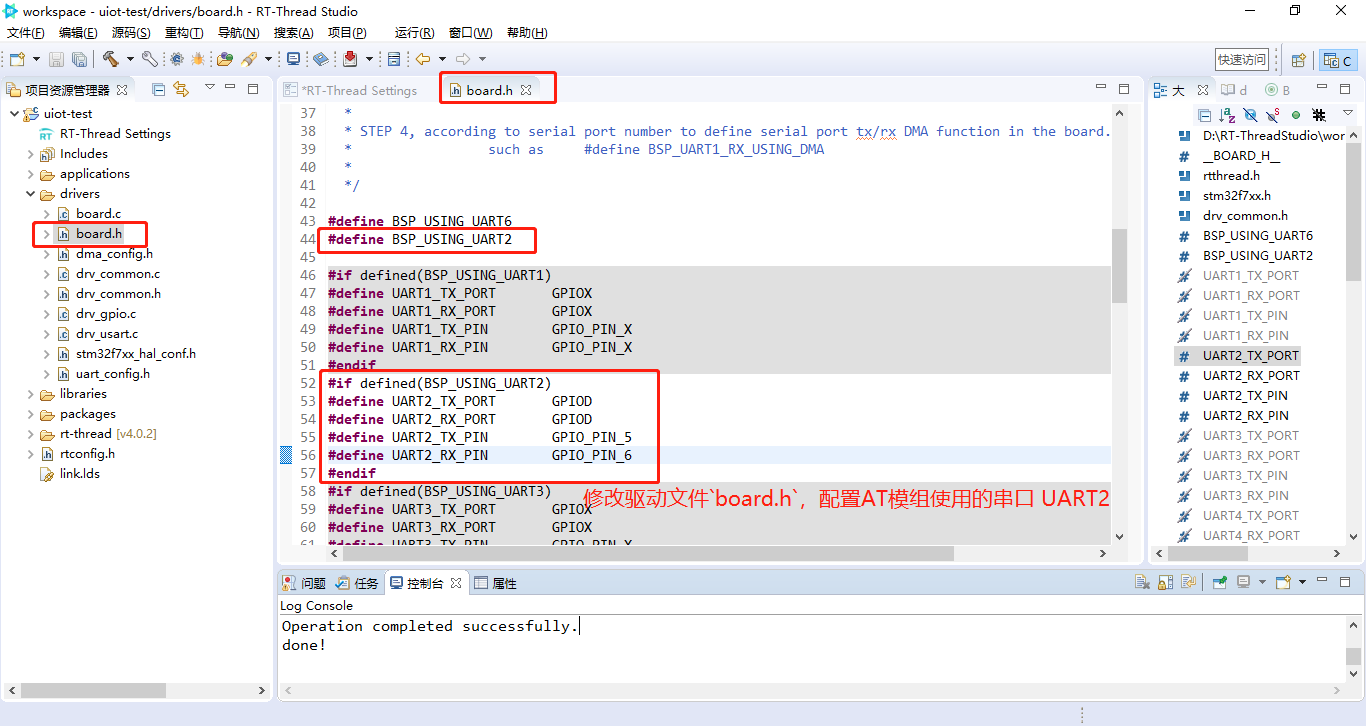 workspace - uiot-test/drivers/board.h - RT-Thread Studio
文件(F) 编辑(E) 源码(S) 重构(T) 导航(N) 搜索(A) 项目(P) 运行(R) 窗口(W) 帮助(H)
快速访问
C
项目资源管理器
uiot-test
RT-Thread Settings
Includes
applications
drivers
board.c
board.h
dma_config.h
drv_common.c
drv_common.h
drv_gpio.c
drv_usart.c
stm32f7xx_hal_conf.h
uart_config.h
libraries
packages
rt-thread [v4.0.2]
rtconfig.h
link.lds
*RT-Thread Settings
board.h
37 *
38 * STEP 4, according to serial port number to define serial port tx/rx DMA function in the board.
39 * such as #define BSP_UART1_RX_USING_DMA
40 *
41 */
42
43 #define BSP_USING_UART6
44 #define BSP_USING_UART2
45
46 #if defined(BSP_USING_UART1)
47 #define UART1_TX_PORT GPIOX
48 #define UART1_RX_PORT GPIOX
49 #define UART1_TX_PIN GPIO_PIN_X
50 #define UART1_RX_PIN GPIO_PIN_X
51 #endif
52 #if defined(BSP_USING_UART2)
53 #define UART2_TX_PORT GPIOD
54 #define UART2_RX_PORT GPIOD
55 #define UART2_TX_PIN GPIO_PIN_5
56 #define UART2_RX_PIN GPIO_PIN_6
57 #endif
58 #if defined(BSP_USING_UART3)
修改驱动文件`board.h`，配置AT模组使用的串口 UART2
59 #define UART3_TX_PORT GPIOX
60 #define UART3_RX_PORT GPIOX
61 #define UART3_TX_PIN GPIO_PIN_X
大 d B
D:\RT-ThreadStudio\wor
__BOARD_H__
rtthread.h
stm32f7xx.h
drv_common.h
BSP_USING_UART6
BSP_USING_UART2
UART1_TX_PORT
UART1_RX_PORT
UART1_TX_PIN
UART1_RX_PIN
UART2_TX_PORT
UART2_RX_PORT
UART2_TX_PIN
UART2_RX_PIN
UART3_TX_PORT
UART3_RX_PORT
UART3_TX_PIN
UART3_RX_PIN
UART4_TX_PORT
UART4_RX_PORT
问题 任务 控制台 属性
Log Console
Operation completed successfully.
done!